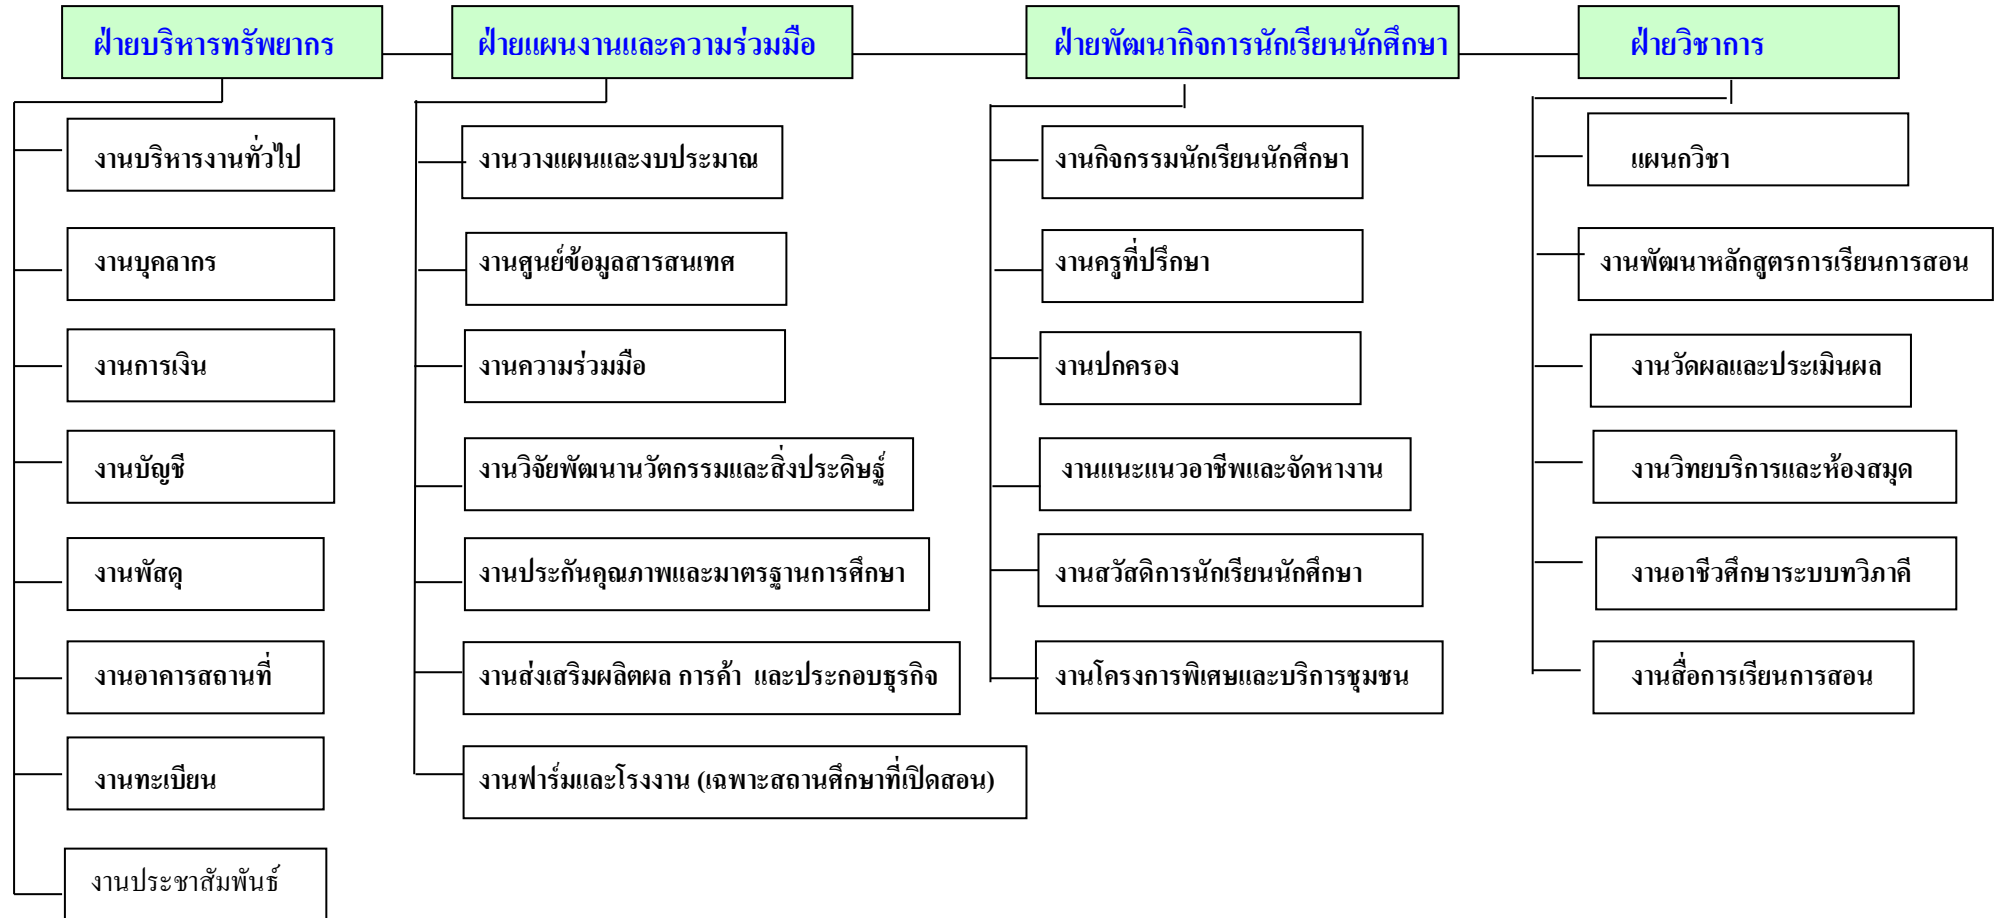 ฝ่ายบริหารทรัพยากร
งานบริหารงานทั่วไป
งานบุคลากร
งานการเงิน
งานบัญชี
งานพัสดุ
งานอาคารสถานที่
งานทะเบียน
งานประชาสัมพันธ์
ฝ่ายแผนงานและความร่วมมือ
งานวางแผนและงบประมาณ
งานศูนย์ข้อมูลสารสนเทศ
งานความร่วมมือ
งานวิจัยพัฒนานวัตกรรมและสิ่งประดิษฐ์
งานประกันคุณภาพและมาตรฐานการศึกษา
งานส่งเสริมผลิตผล การค้า และประกอบธุรกิจ
งานฟาร์มและโรงงาน (เฉพาะสถานศึกษาที่เปิดสอน)
ฝ่ายพัฒนากิจการนักเรียนนักศึกษา
งานกิจกรรมนักเรียนนักศึกษา
งานครูที่ปรึกษา
งานปกครอง
งานแนะแนวอาชีพและจัดหางาน
งานสวัสดิการนักเรียนนักศึกษา
งานโครงการพิเศษและบริการชุมชน
ฝ่ายวิชาการ
แผนกวิชา
งานพัฒนาหลักสูตรการเรียนการสอน
งานวัดผลและประเมินผล
งานวิทยบริการและห้องสมุด
งานอาชีวศึกษาระบบทวิภาคี
งานสื่อการเรียนการสอน